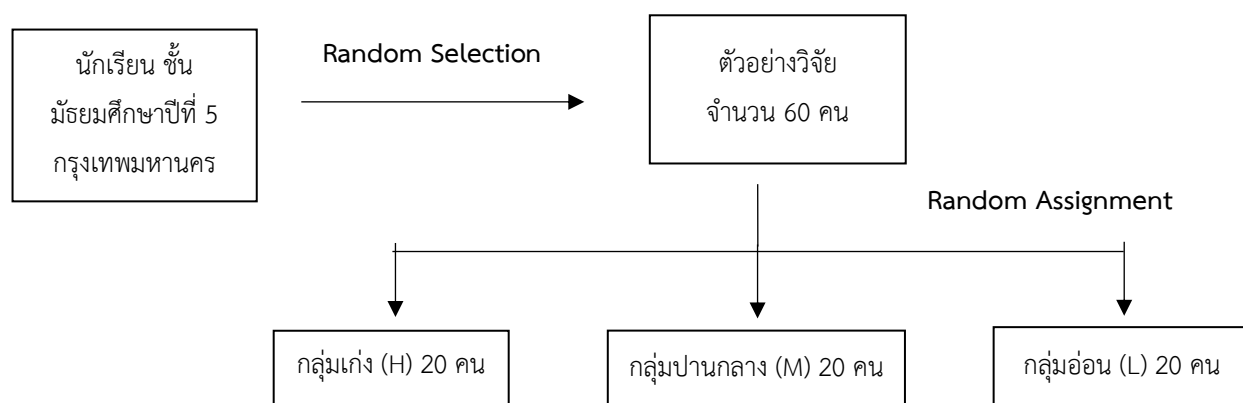 นักเรียน ชั้น
มัธยมศึกษาปีที่ 5
กรุงเทพมหานคร
Random Selection
ตัวอย่างวิจัย
จำนวน 60 คน
Random Assignment
กลุ่มเก่ง (H) 20 คน
กลุ่มปานกลาง (M) 20 คน
กลุ่มอ่อน (L) 20 คน